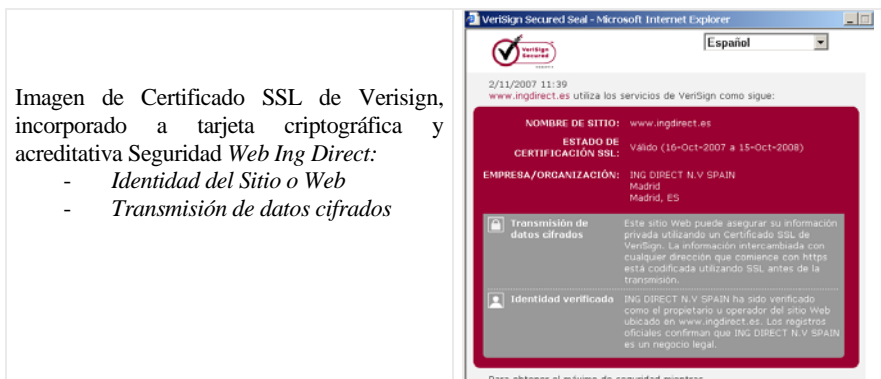 Imagen de Certificado SSL de Verisign,
incorporado a tarjeta criptográfica y
acreditativa Seguridad Web Ing Direct:
- Identidad del Sitio o Web
- Transmisión de datos cifrados
VeriSign Secured Seal - Microsoft Internet Explorer
VeriSign
Secured
Español
2/11/2007 11:39
www.ingdirect.es utiliza los servicios de VeriSign como sigue:
NOMBRE DE SITIO: www.ingdirect.es
ESTADO DE
CERTIFICACIÓN SSL: Válido (16-Oct-2007 a 15-Oct-2008)
EMPRESA/ORGANIZACIÓN: ING DIRECT N.V SPAIN
Madrid
Madrid, ES
Transmisión de
datos cifrados
Este sitio Web puede asegurar su información
privada utilizando un Certificado SSL de
VeriSign. La información intercambiada con
cualquier dirección que comience con https
está codificada utilizando SSL antes de la
transmisión.
Identidad verificada
ING DIRECT N.V SPAIN ha sido verificado
como el propietario u operador del sitio Web
ubicado en www.ingdirect.es. Los registros
oficiales confirman que ING DIRECT N.V SPAIN
es un negocio legal.
Para obtener el máximo de seguridad mientras